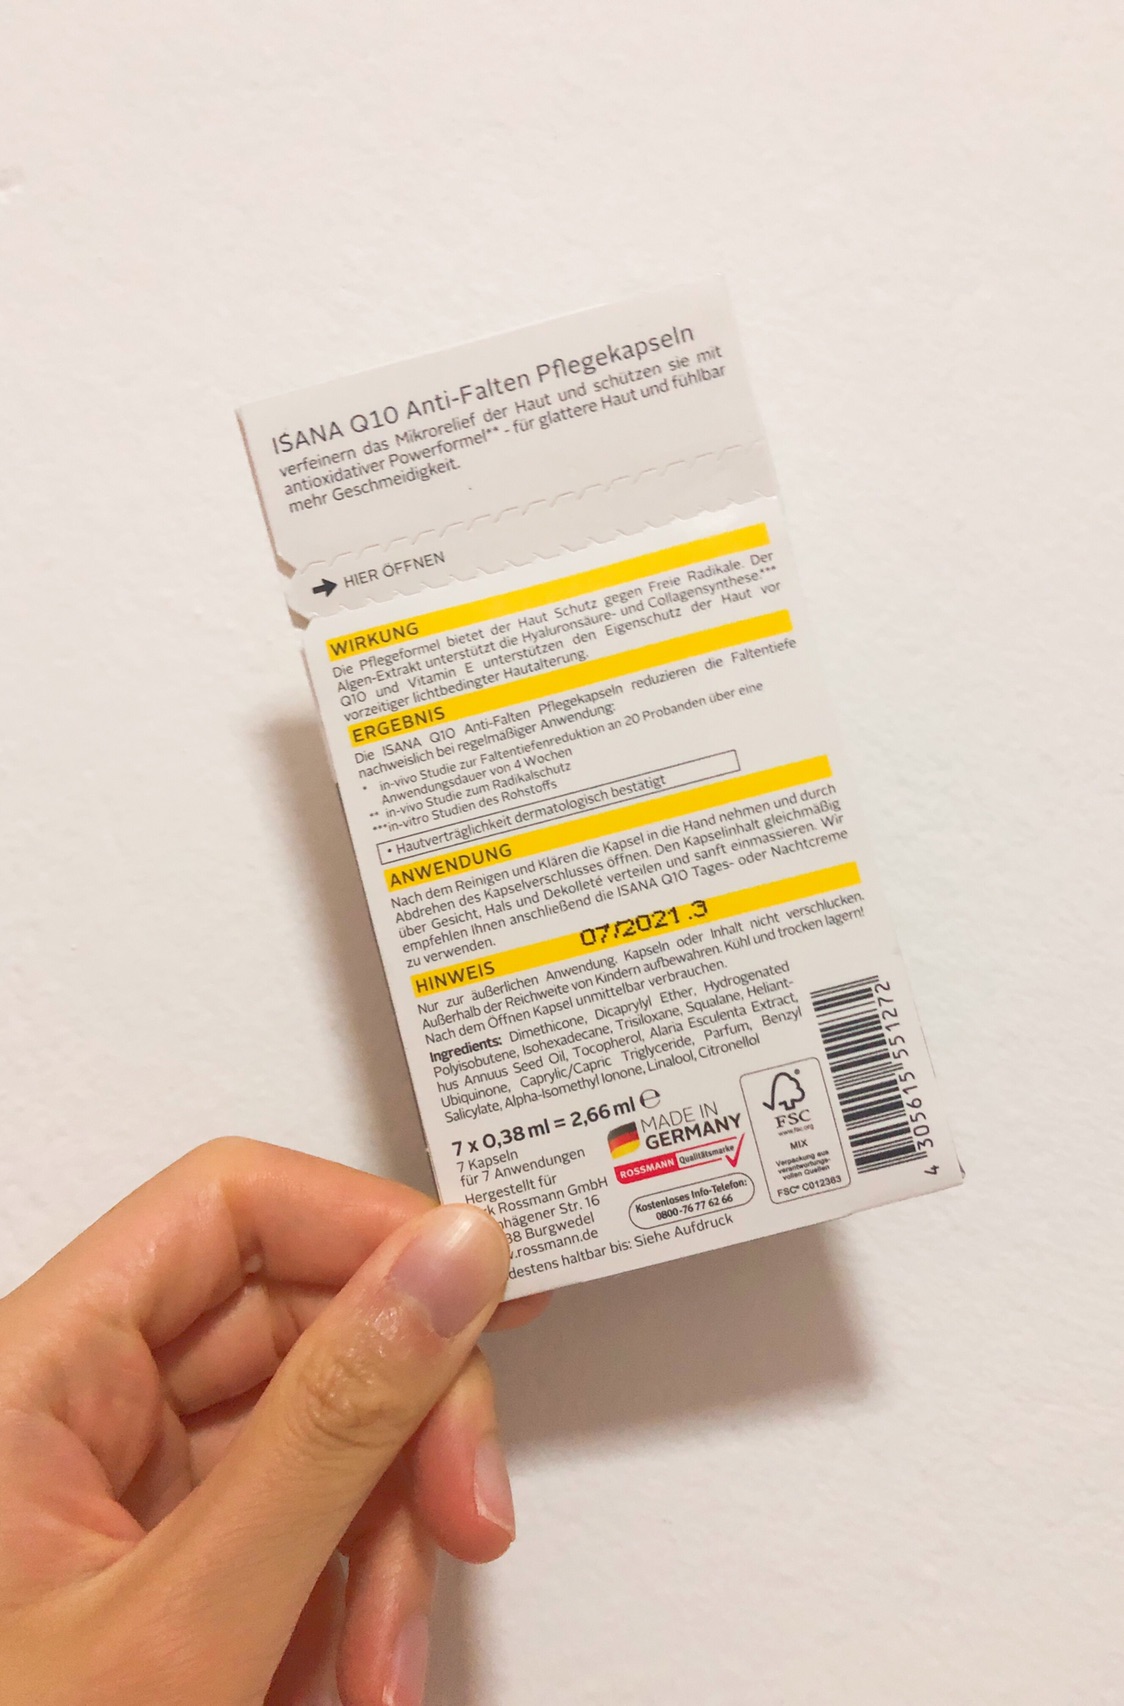 ISANA Q10 Anti-Falten Pflegekapseln
verfeinern das Mikrorelief der Haut und schützen sie mit
antioxidativer Powerformel** - für glattere Haut und fühlbar
mehr Geschmeidigkeit.
HIER ÖFFNEN
WIRKUNG
Die Pflegeformel bietet der Haut Schutz gegen Freie Radikale. Der
Algen-Extrakt unterstützt die Hyaluronsäure- und Collagensynthese.***
Q10 und Vitamin E unterstützen den Eigenschutz der Haut vor
vorzeitiger lichtbedingter Hautalterung.
ERGEBNIS
Die ISANA Q10 Anti-Falten Pflegekapseln reduzieren die Faltentiefe
nachweislich bei regelmäßiger Anwendung:
* in-vivo Studie zur Faltentiefenreduktion an 20 Probanden über eine
Anwendungsdauer von 4 Wochen
** in-vivo Studie zum Radikalschutz
***in-vitro Studien des Rohstoffs
• Hautverträglichkeit dermatologisch bestätigt
ANWENDUNG
Nach dem Reinigen und Klären die Kapsel in die Hand nehmen und durch
Abdrehen des Kapselverschlusses öffnen. Den Kapselinhalt gleichmäßig
über Gesicht, Hals und Dekolleté verteilen und sanft einmassieren. Wir
empfehlen Ihnen anschließend die ISANA Q10 Tages- oder Nachtcreme
zu verwenden.
07/2021 .3
HINWEIS
Nur zur äußerlichen Anwendung. Kapseln oder Inhalt nicht verschlucken.
Außerhalb der Reichweite von Kindern aufbewahren. Kühl und trocken lagern!
Nach dem Öffnen Kapsel unmittelbar verbrauchen.
Ingredients: Dimethicone, Dicaprylyl Ether, Hydrogenated
Polyisobutene, Isohexadecane, Trisiloxane, Squalane, Heliant-
hus Annuus Seed Oil, Tocopherol, Alaria Esculenta Extract,
Ubiquinone, Caprylic/Capric Triglyceride, Parfum, Benzyl
Salicylate, Alpha-Isomethyl Ionone, Linalool, Citronellol
7 x 0,38 ml = 2,66 ml ℮
7 Kapseln
für 7 Anwendungen
Hergestellt für
k Rossmann GmbH
hägener Str. 16
38 Burgwedel
.rossmann.de
destens haltbar bis: Siehe Aufdruck
MADE IN
GERMANY
ROSSMANN Qualitätsmarke
Kostenloses Info-Telefon:
0800-76 77 62 66
FSC
www.fsc.org
MIX
Verpackung aus
verantwortungs-
vollen Quellen
FSC® C012383
4 305615 551272